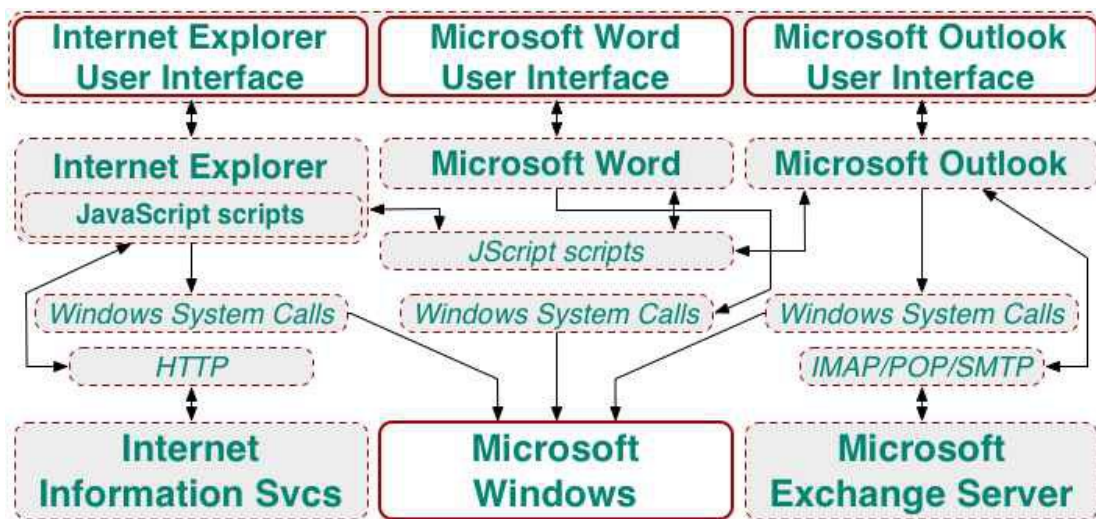 Internet Explorer
User Interface
Microsoft Word
User Interface
Microsoft Outlook
User Interface
Internet Explorer
JavaScript scripts
Microsoft Word
Microsoft Outlook
JScript scripts
Windows System Calls
Windows System Calls
Windows System Calls
HTTP
IMAP/POP/SMTP
Internet
Information Svcs
Microsoft
Windows
Microsoft
Exchange Server